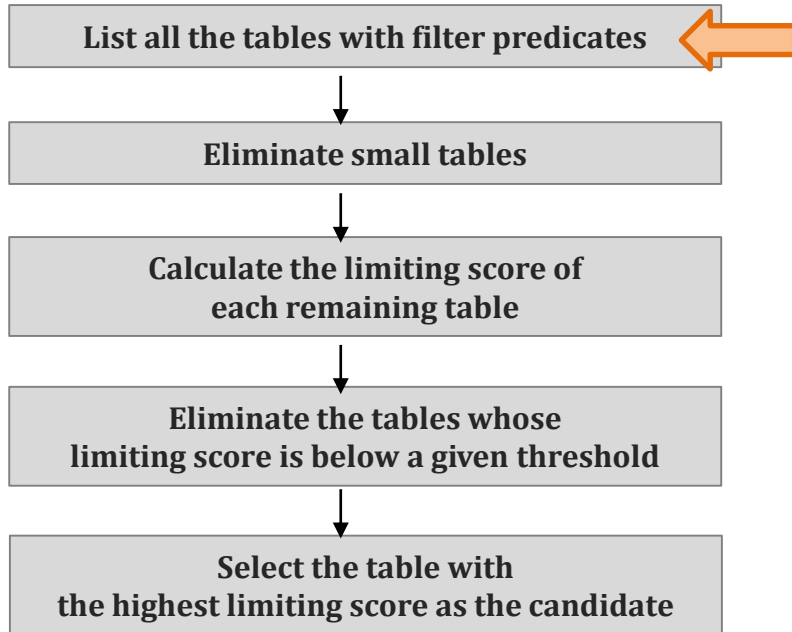 List all the tables with filter predicates
Eliminate small tables
Calculate the limiting score of
each remaining table
Eliminate the tables whose
limiting score is below a given threshold
Select the table with
the highest limiting score as the candidate